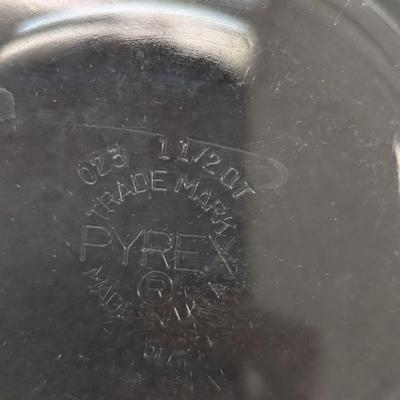 023 1 1/2 QT
TRADE MARK
PYREX
®
MADE IN U.S.A.